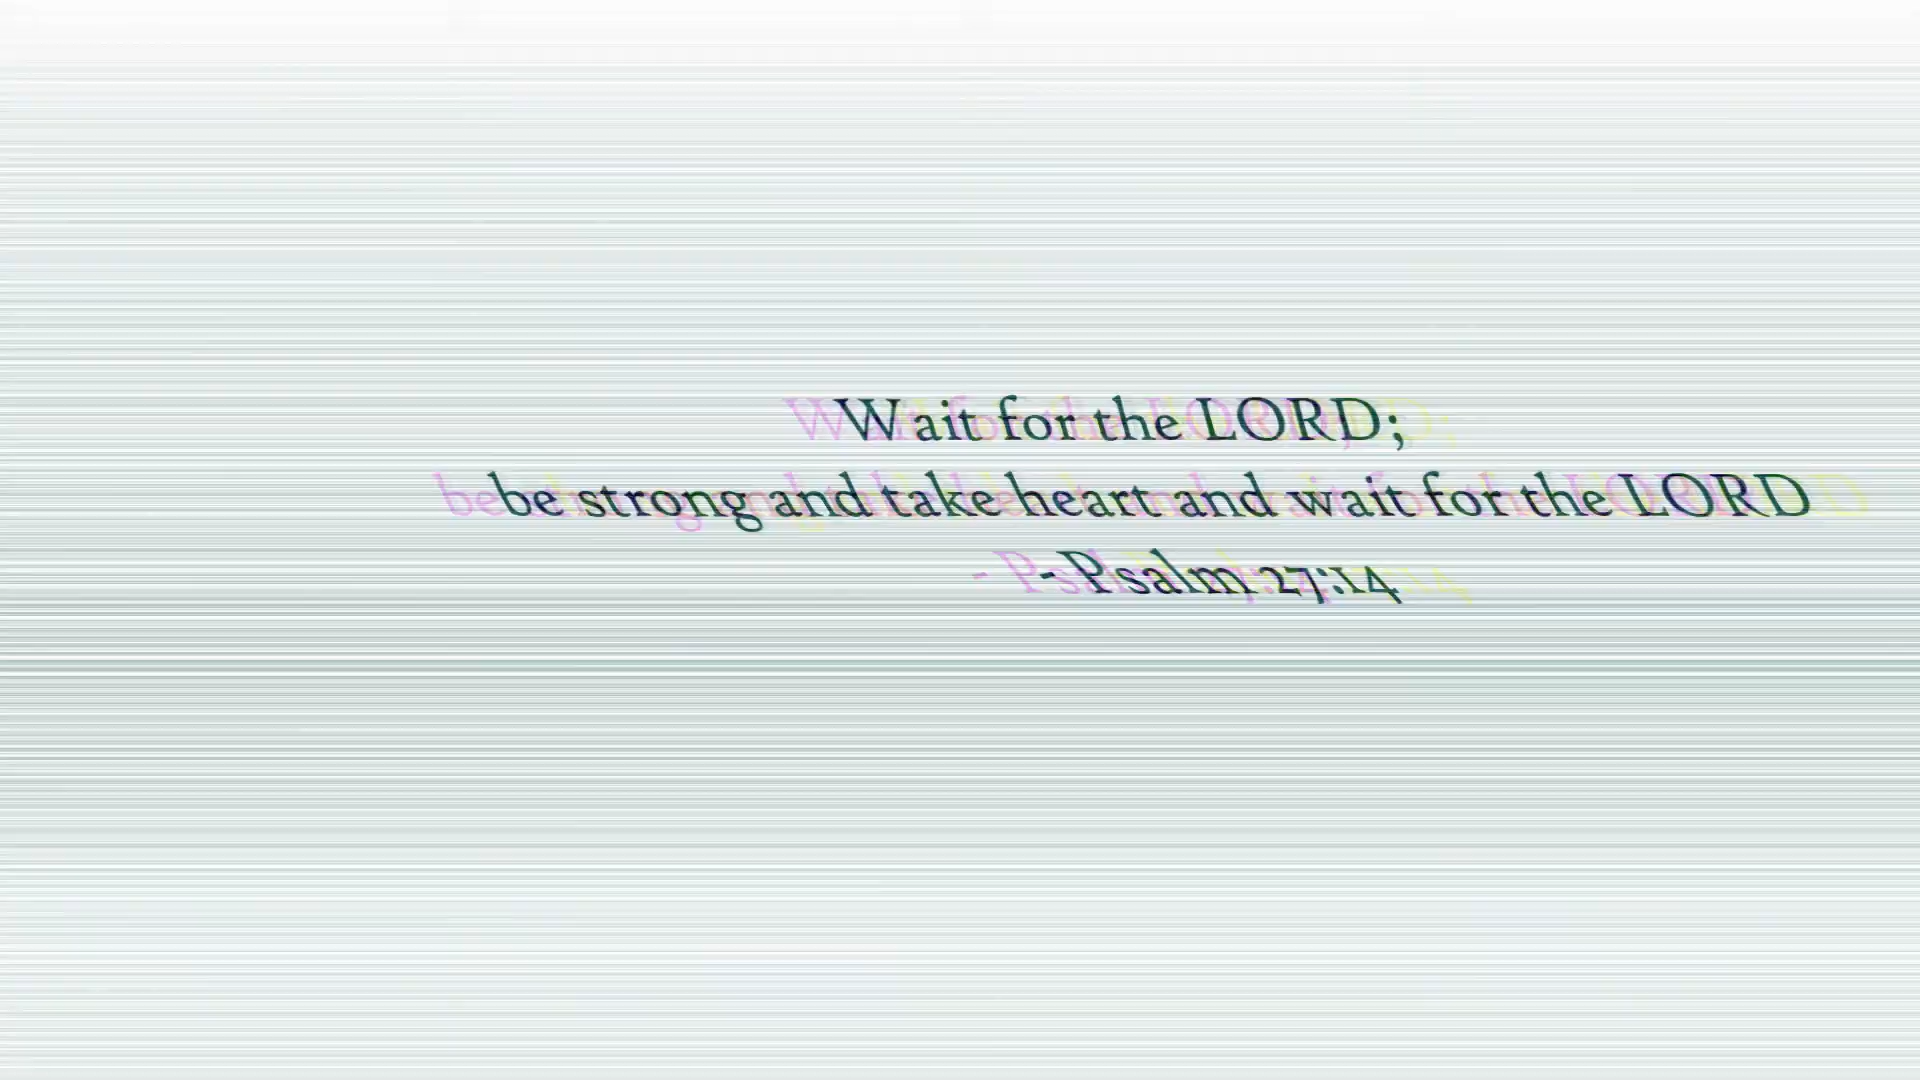 Wait for the LORD;
be strong and take heart and wait for the LORD
- Psalm 27:14